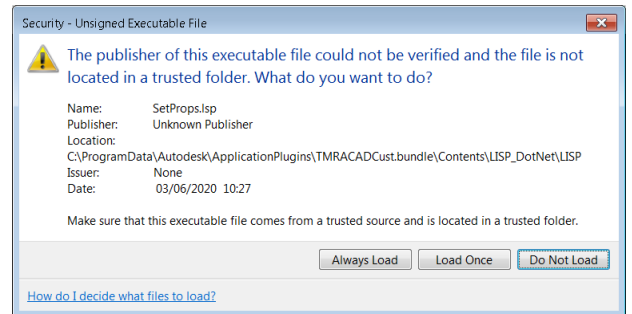 Security - Unsigned Executable File
The publisher of this executable file could not be verified and the file is not
located in a trusted folder. What do you want to do?
Name: SetProps.lsp
Publisher: Unknown Publisher
Location:
C:\ProgramData\Autodesk\ApplicationPlugins\TMRACADCust.bundle\Contents\LISP_DotNet\LISP
Issuer: None
Date: 03/06/2020 10:27
Make sure that this executable file comes from a trusted source and is located in a trusted folder.
Always Load Load Once Do Not Load
How do I decide what files to load?